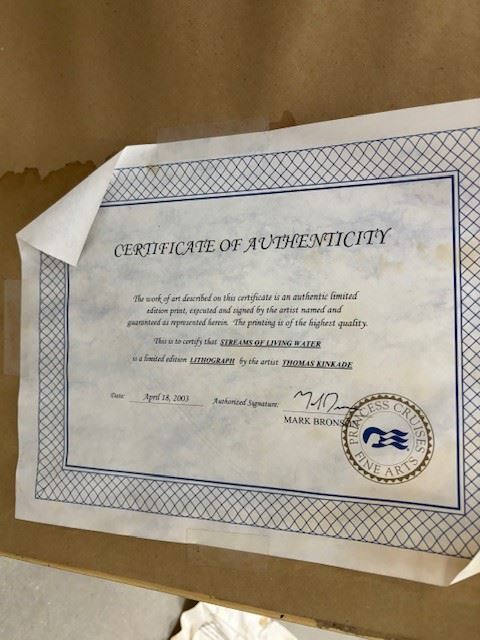 CERTIFICATE OF AUTHENTICITY
The work of art described on this certificate is an authentic limited
edition print, executed and signed by the artist named and
guaranteed as represented herein. The printing is of the highest quality.
This is to certify that STREAMS OF LIVING WATER
is a limited edition LITHOGRAPH by the artist THOMAS KINKADE
Date: April 18, 2003 Authorized Signature:
MARK BRONSON
PRINCESS CRUISES
FINE ARTS